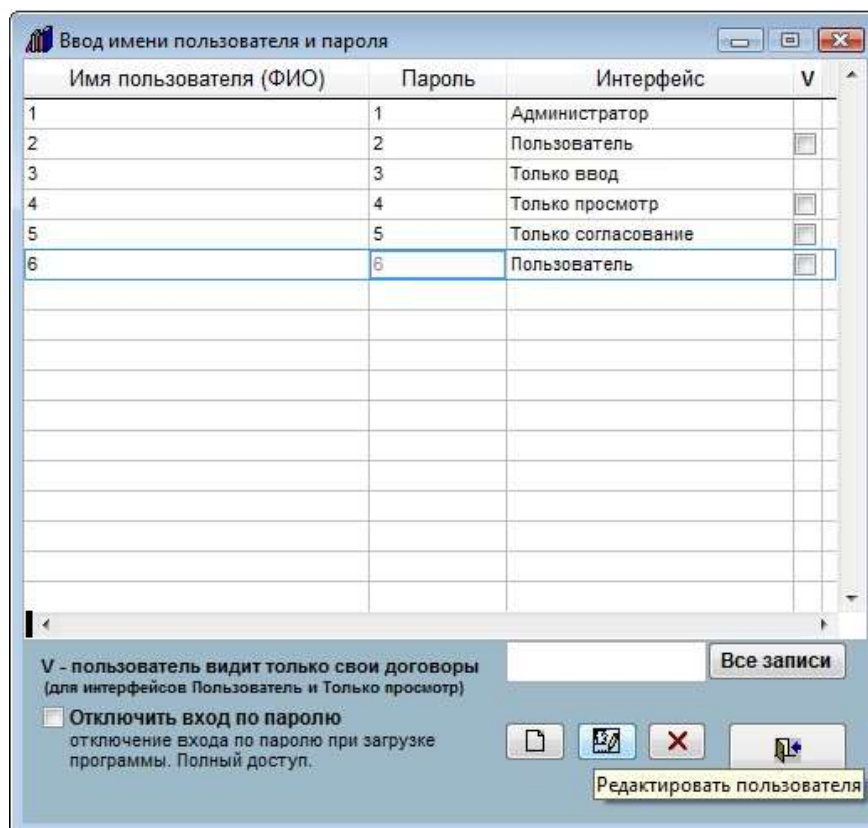 Ввод имени пользователя и пароля
Имя пользователя (ФИО) Пароль Интерфейс V
1 1 Администратор
2 2 Пользователь
3 3 Только ввод
4 4 Только просмотр
5 5 Только согласование
6 6 Пользователь
V - пользователь видит только свои договоры
(для интерфейсов Пользователь и Только просмотр)
Все записи
Отключить вход по паролю
отключение входа по паролю при загрузке
программы. Полный доступ.
Редактировать пользователя